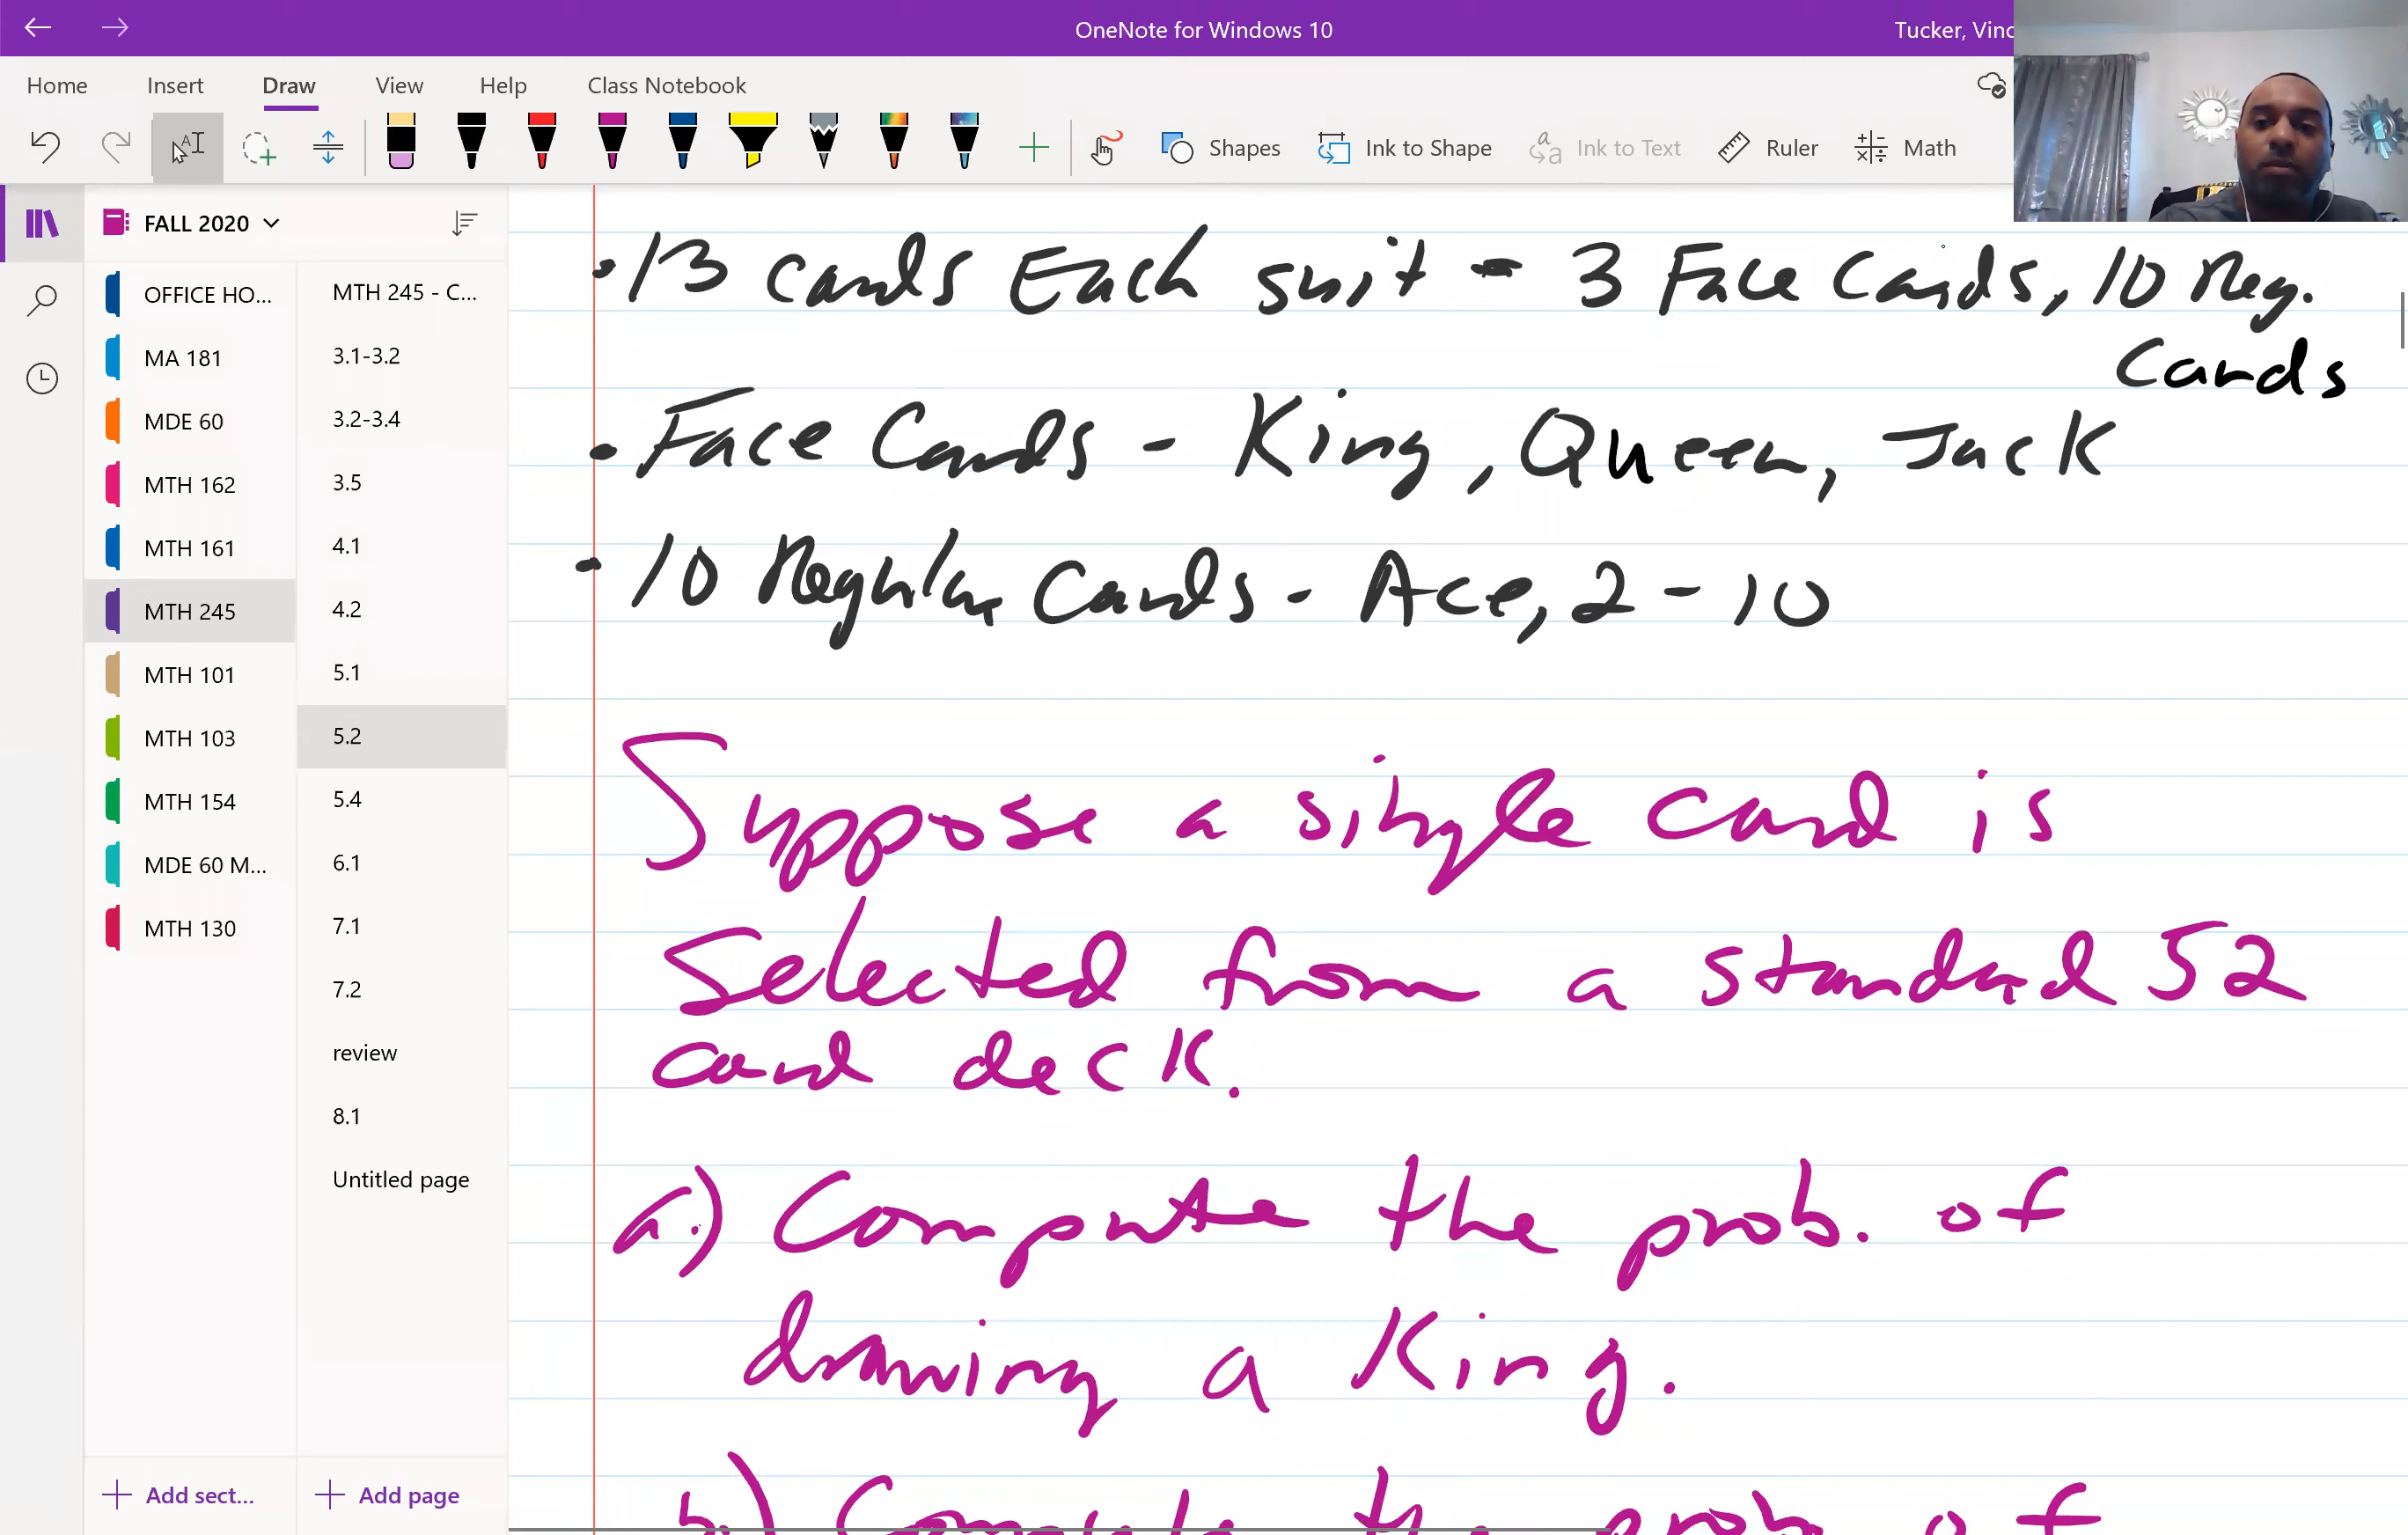 OneNote for Windows 10
Tucker, Vinc
Home Insert Draw View Help Class Notebook
Shapes Ink to Shape Ink to Text Ruler Math
FALL 2020
OFFICE HO...
MA 181
MDE 60
MTH 162
MTH 161
MTH 245
MTH 101
MTH 103
MTH 154
MDE 60 M...
MTH 130
Add sect...
MTH 245 - C...
3.1-3.2
3.2-3.4
3.5
4.1
4.2
5.1
5.2
5.4
6.1
7.1
7.2
review
8.1
Untitled page
Add page
• 13 cards Each suit - 3 Face Cards, 10 Reg.
Cards
• Face Cards - King, Queen, Jack
• 10 Regular Cards - Ace, 2 - 10
Suppose a single card is
Selected from a standard 52
card deck.
a.) Compute the prob. of
drawing a King.
b.) Compute the prob of